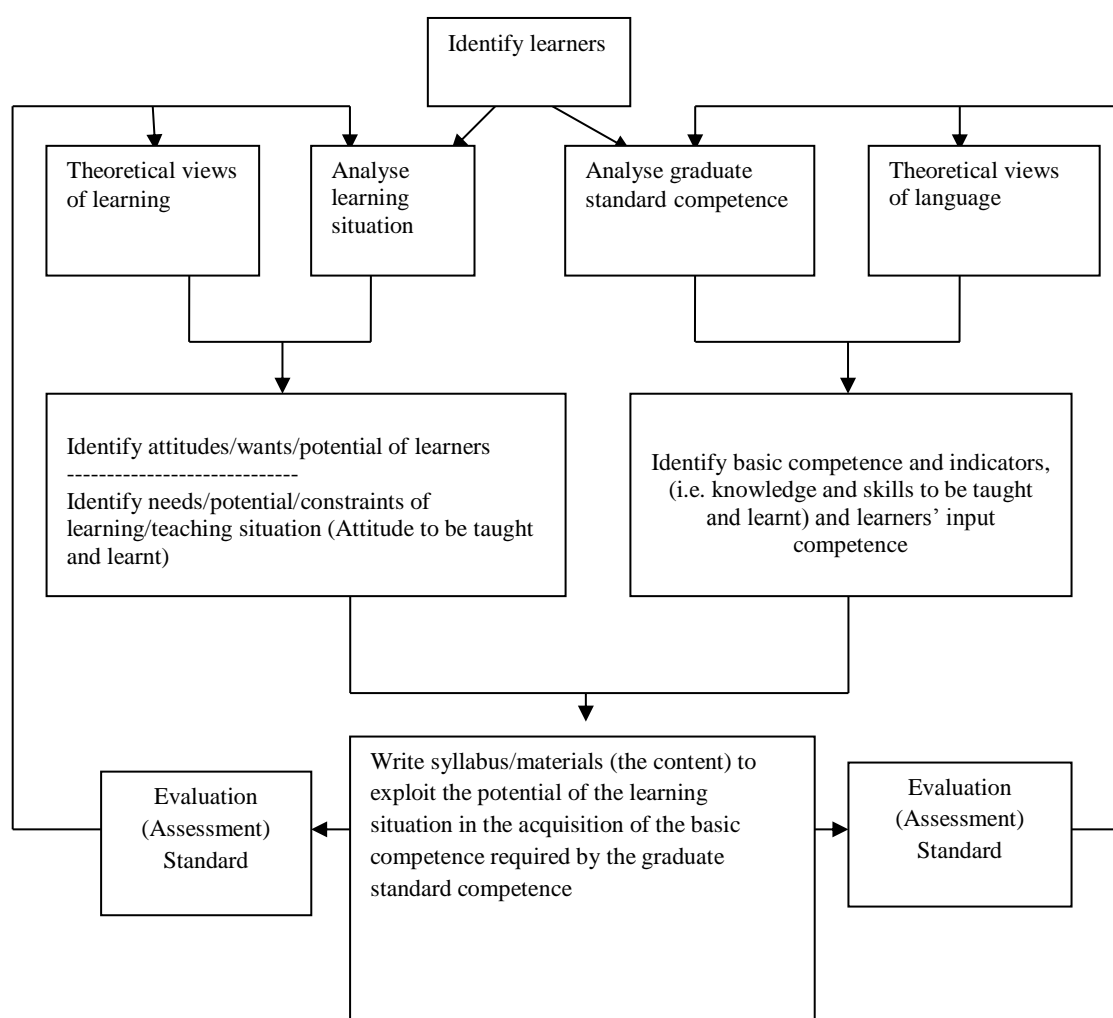 Identify learners
Theoretical views
of learning
Analyse
learning
situation
Analyse graduate
standard competence
Theoretical views
of language
Identify attitudes/wants/potential of learners
-----------------------------
Identify needs/potential/constraints of
learning/teaching situation (Attitude to be taught
and learnt)
Identify basic competence and indicators,
(i.e. knowledge and skills to be taught
and learnt) and learners’ input
competence
Evaluation
(Assessment)
Standard
Write syllabus/materials (the content) to
exploit the potential of the learning
situation in the acquisition of the basic
competence required by the graduate
standard competence
Evaluation
(Assessment)
Standard